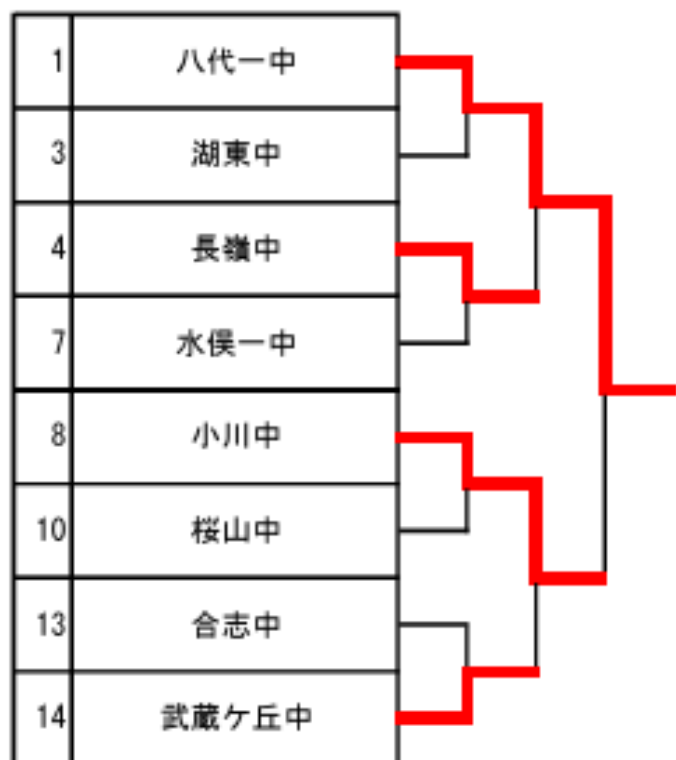 1 八代一中
3 湖東中
4 長嶺中
7 水俣一中
8 小川中
10 桜山中
13 合志中
14 武蔵ケ丘中